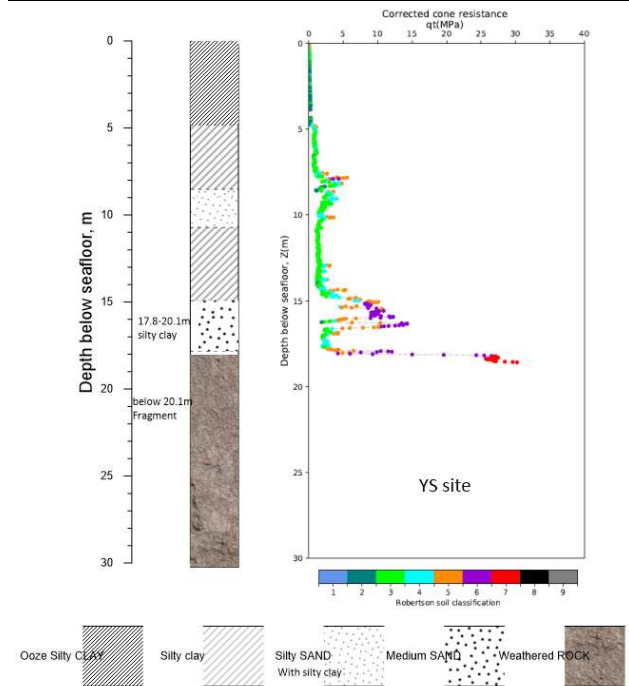 Corrected cone resistance
qt(MPa)
0 5 10 15 20 25 30 35 40
Depth below seafloor, m
0
5
10
15
20
25
30
17.8-20.1m
silty clay
below 20.1m
Fragment
Depth below seafloor, Z(m)
0
5
10
15
20
25
30
YS site
1 2 3 4 5 6 7 8 9
Robertson soil classification
Ooze Silty CLAY Silty clay Silty SAND Medium SAND Weathered ROCK
With silty clay